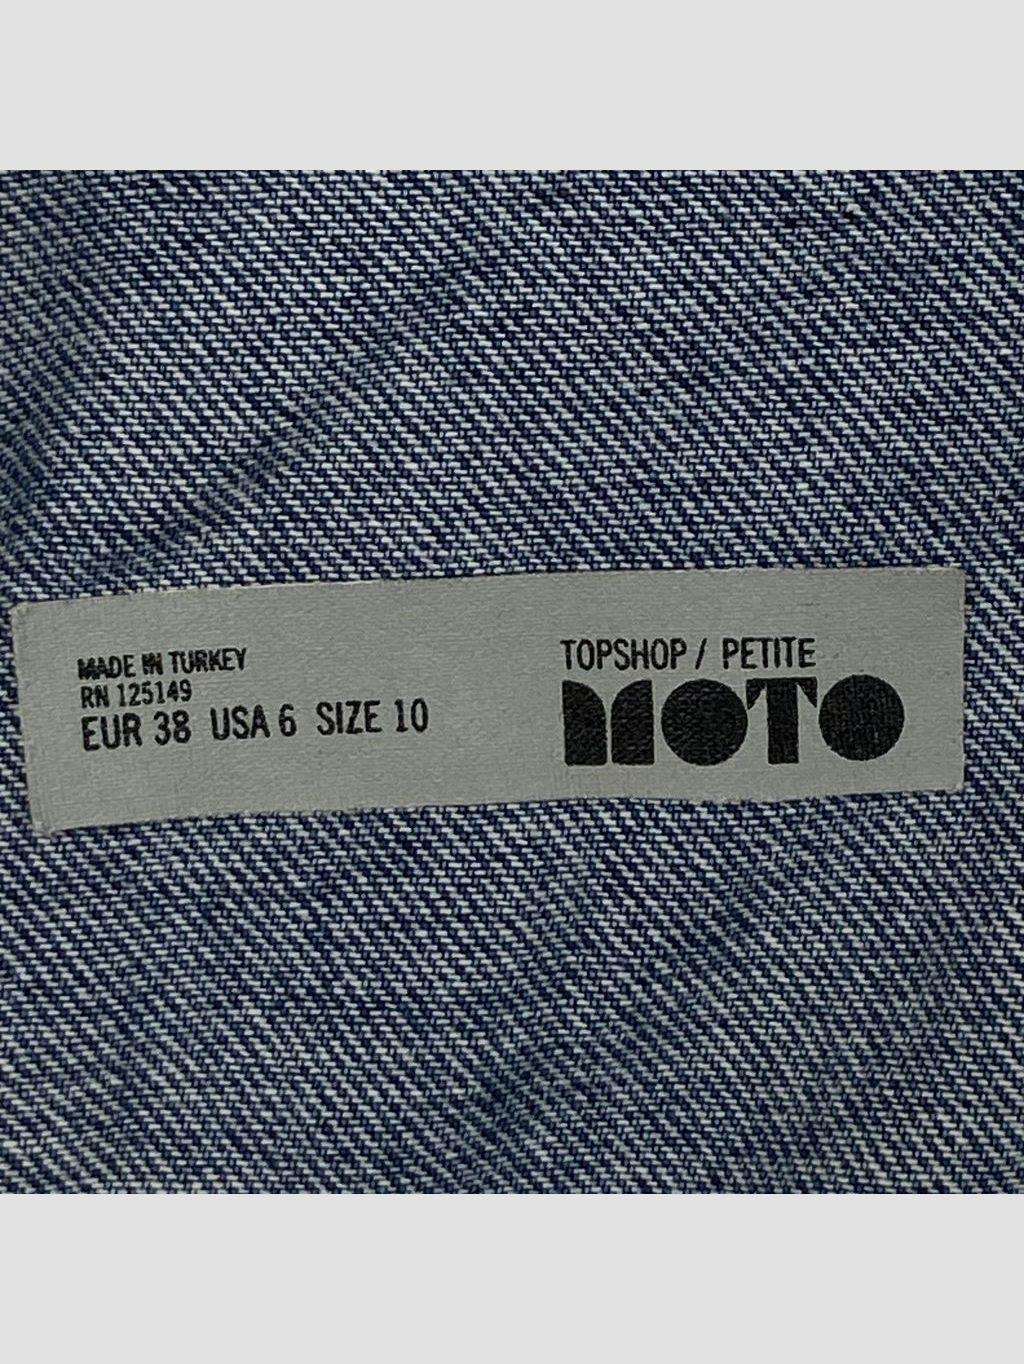 MADE IN TURKEY
RN 125149
EUR 38 USA 6 SIZE 10
TOPSHOP / PETITE
MOTO